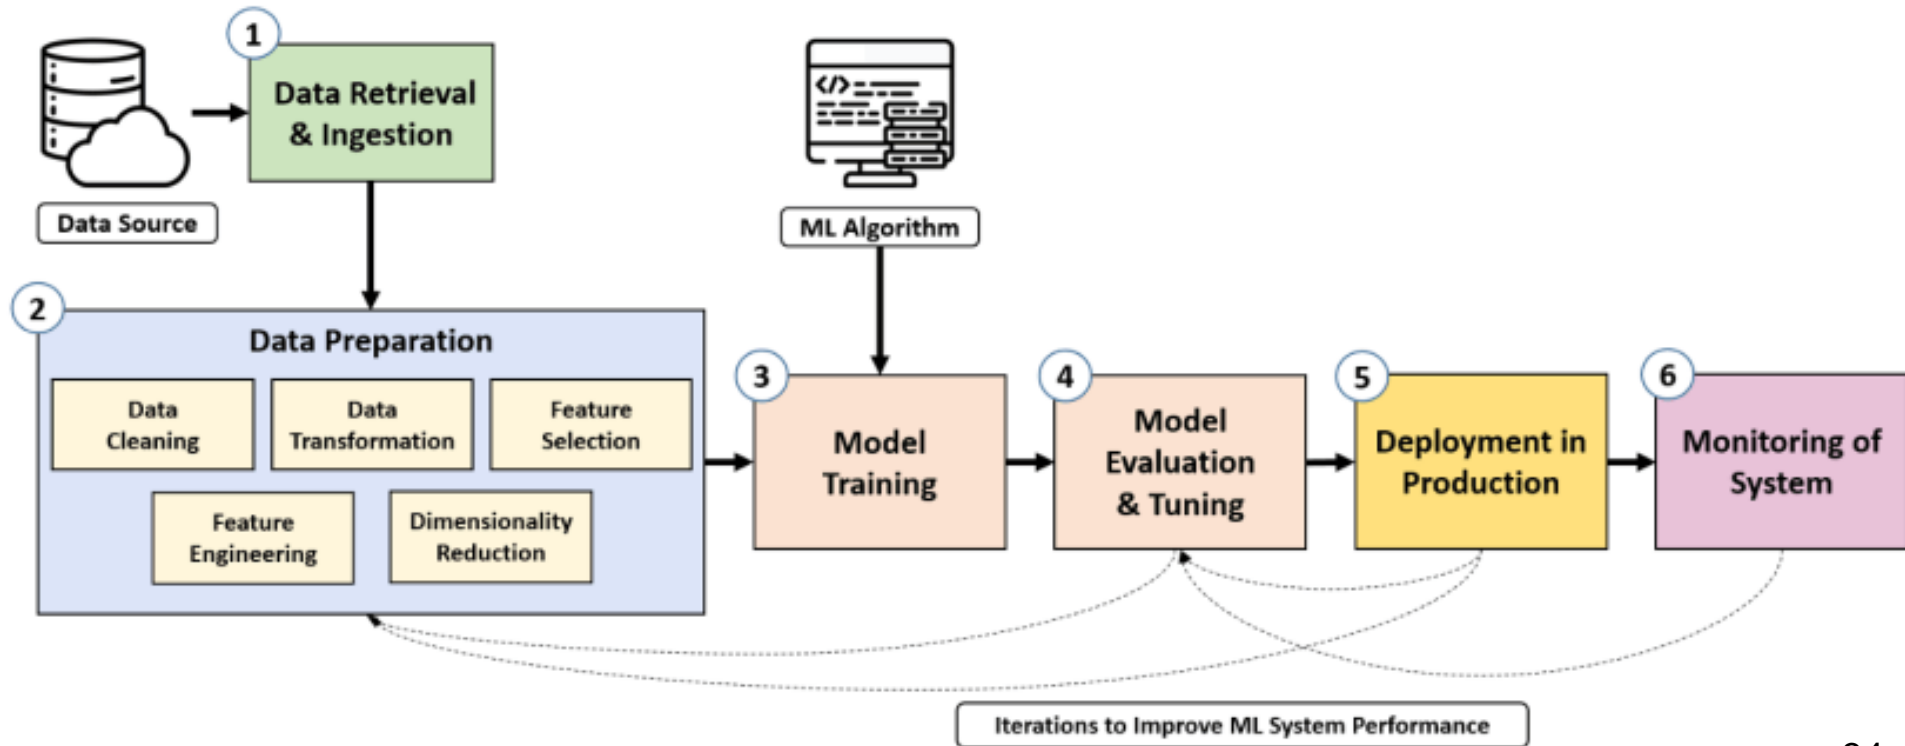 1
Data Retrieval
& Ingestion
Data Source
</>
ML Algorithm
2
Data Preparation
Data
Cleaning
Data
Transformation
Feature
Selection
Feature
Engineering
Dimensionality
Reduction
3
Model
Training
4
Model
Evaluation
& Tuning
5
Deployment in
Production
6
Monitoring of
System
Iterations to Improve ML System Performance